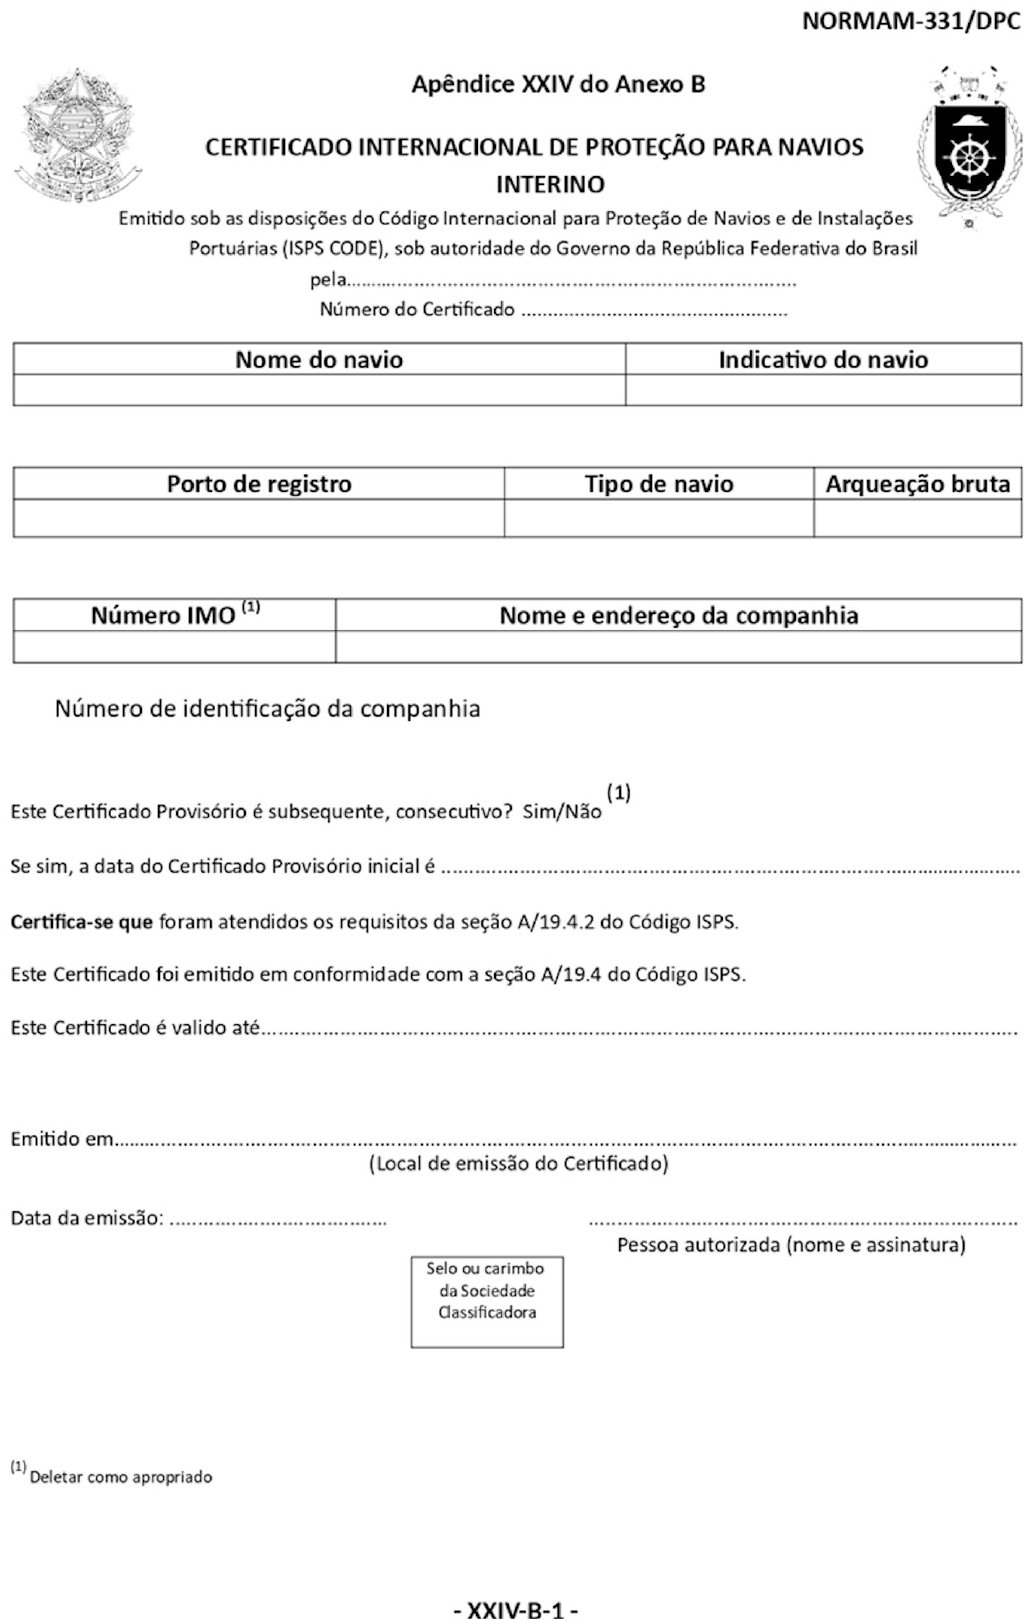 NORMAM-331/DPC
Apêndice XXIV do Anexo B
CERTIFICADO INTERNACIONAL DE PROTEÇÃO PARA NAVIOS
INTERINO
Emitido sob as disposições do Código Internacional para Proteção de Navios e de Instalações
Portuárias (ISPS CODE), sob autoridade do Governo da República Federativa do Brasil
pela....................................................................................
Número do Certificado ..................................................
Nome do navio Indicativo do navio
Porto de registro Tipo de navio Arqueação bruta
Número IMO (1) Nome e endereço da companhia
Número de identificação da companhia
Este Certificado Provisório é subsequente, consecutivo? Sim/Não (1)
Se sim, a data do Certificado Provisório inicial é ......................................................................................................
Certifica-se que foram atendidos os requisitos da seção A/19.4.2 do Código ISPS.
Este Certificado foi emitido em conformidade com a seção A/19.4 do Código ISPS.
Este Certificado é valido até.....................................................................................................................................
Emitido em................................................................................................................................................................
(Local de emissão do Certificado)
Data da emissão: ...................................... ...........................................................................
Pessoa autorizada (nome e assinatura)
Selo ou carimbo
da Sociedade
Classificadora
(1) Deletar como apropriado
- XXIV-B-1 -